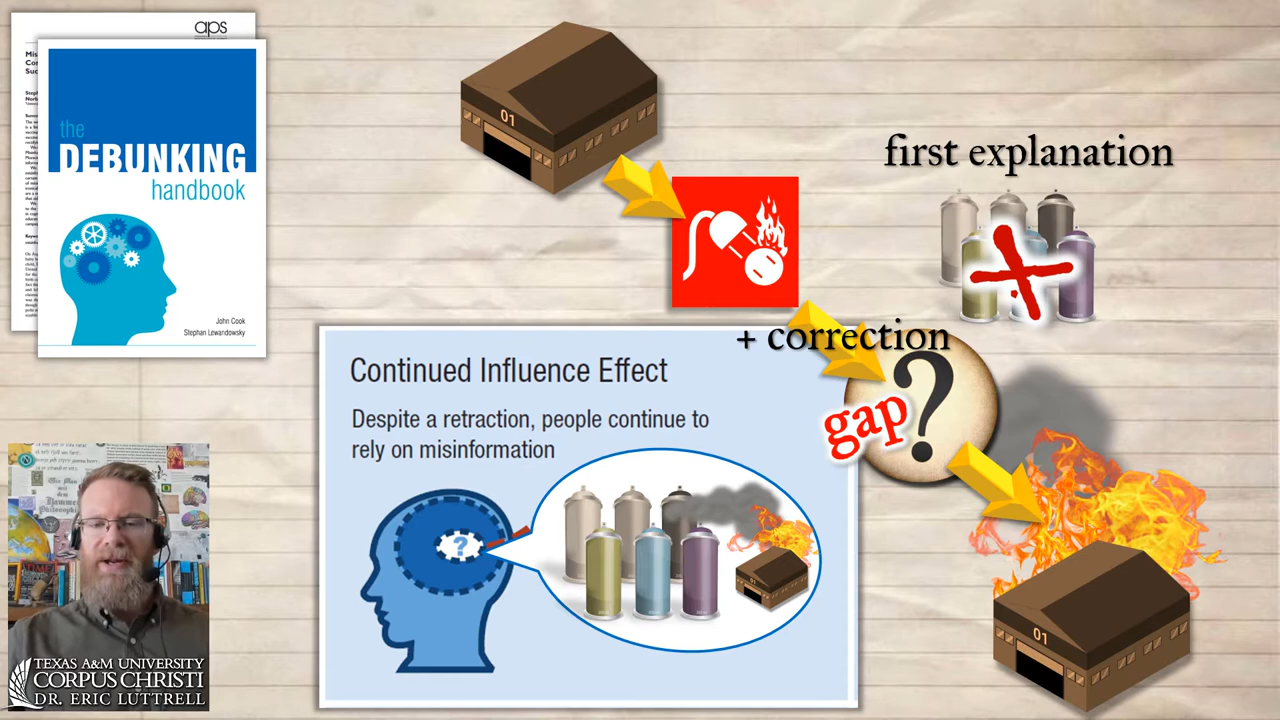 aps
the
DEBUNKING
handbook
John Cook
Stephan Lewandowsky
01
first explanation
+ correction
gap
?
Continued Influence Effect
Despite a retraction, people continue to
rely on misinformation
?
01
01
TEXAS A&M UNIVERSITY
CORPUS CHRISTI
DR. ERIC LUTTRELL